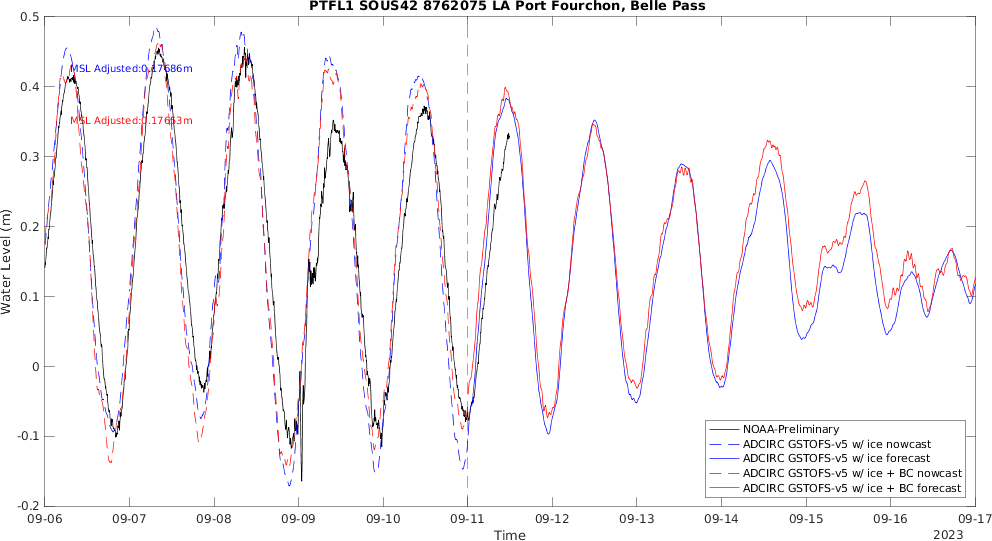 PTFL1 SOUS42 8762075 LA Port Fourchon, Belle Pass
0.5
0.4
0.3
0.2
0.1
0
-0.1
-0.2
Water Level (m)
MSL Adjusted:0.17686m
MSL Adjusted:0.17653m
NOAA-Preliminary
ADCIRC GSTOFS-v5 w/ ice nowcast
ADCIRC GSTOFS-v5 w/ ice forecast
ADCIRC GSTOFS-v5 w/ ice + BC nowcast
ADCIRC GSTOFS-v5 w/ ice + BC forecast
09-06 09-07 09-08 09-09 09-10 09-11 09-12 09-13 09-14 09-15 09-16 09-17
Time
2023